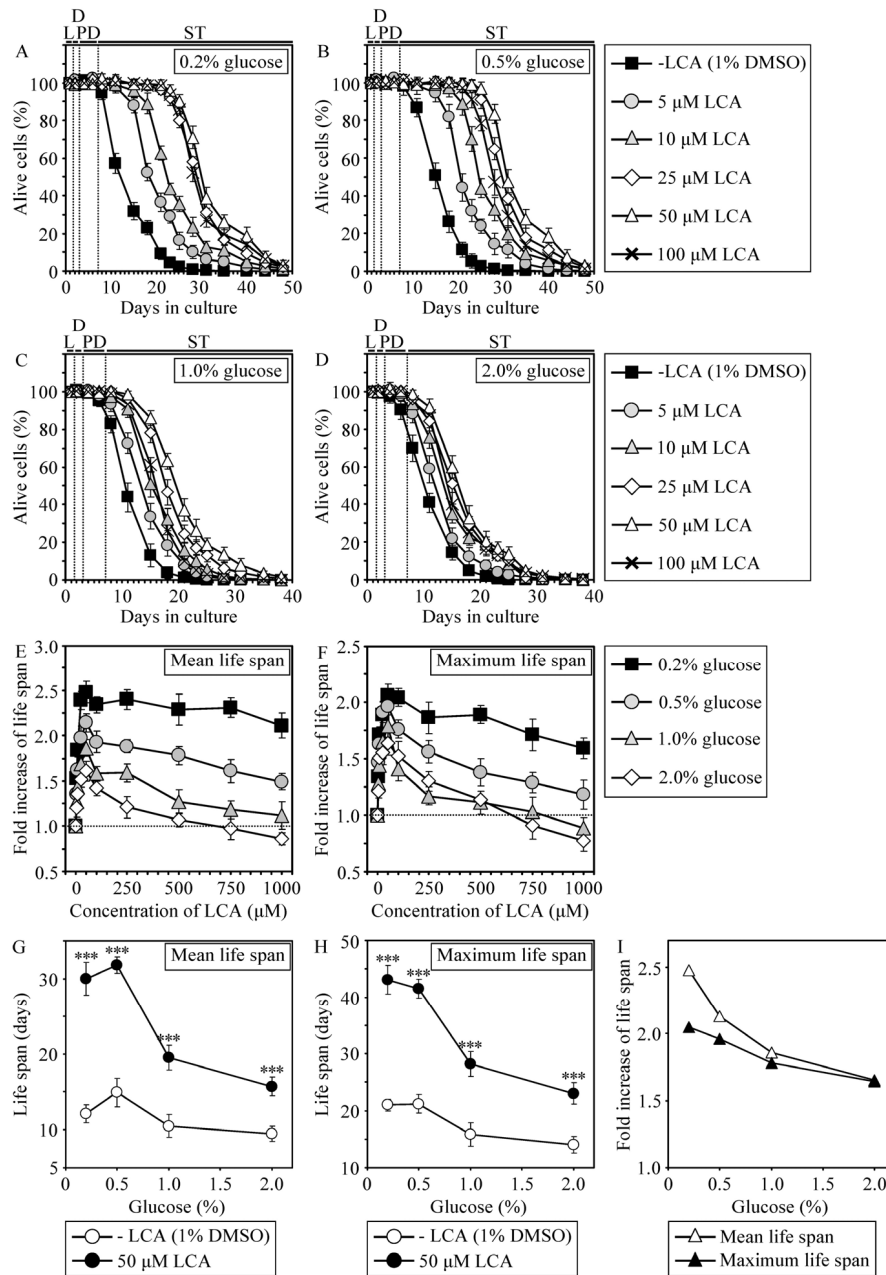 D
L PD ST
A
0.2% glucose
Alive cells (%)
120
100
80
60
40
20
0
0 10 20 30 40 50
Days in culture
B
0.5% glucose
Alive cells (%)
120
100
80
60
40
20
0
0 10 20 30 40 50
Days in culture
-LCA (1% DMSO)
5 μM LCA
10 μM LCA
25 μM LCA
50 μM LCA
100 μM LCA
D
L PD ST
D
L PD ST
C
1.0% glucose
Alive cells (%)
120
100
80
60
40
20
0
0 10 20 30 40
Days in culture
D
L PD ST
D
2.0% glucose
Alive cells (%)
120
100
80
60
40
20
0
0 10 20 30 40
Days in culture
-LCA (1% DMSO)
5 μM LCA
10 μM LCA
25 μM LCA
50 μM LCA
100 μM LCA
E
Mean life span
Fold increase of life span
3.0
2.5
2.0
1.5
1.0
0.5
0 250 500 750 1000
Concentration of LCA (μM)
F
Maximum life span
Fold increase of life span
2.5
2.0
1.5
1.0
0.5
0 250 500 750 1000
Concentration of LCA (μM)
0.2% glucose
0.5% glucose
1.0% glucose
2.0% glucose
G
Mean life span
*** *** *** ***
Life span (days)
30
20
10
5
0 0.5 1.0 1.5 2.0
Glucose (%)
- LCA (1% DMSO)
50 μM LCA
H
Maximum life span
*** *** *** ***
Life span (days)
50
40
30
20
10
0 0.5 1.0 1.5 2.0
Glucose (%)
- LCA (1% DMSO)
50 μM LCA
I
Fold increase of life span
2.5
2.0
1.5
1.0
0 0.5 1.0 1.5 2.0
Glucose (%)
Mean life span
Maximum life span